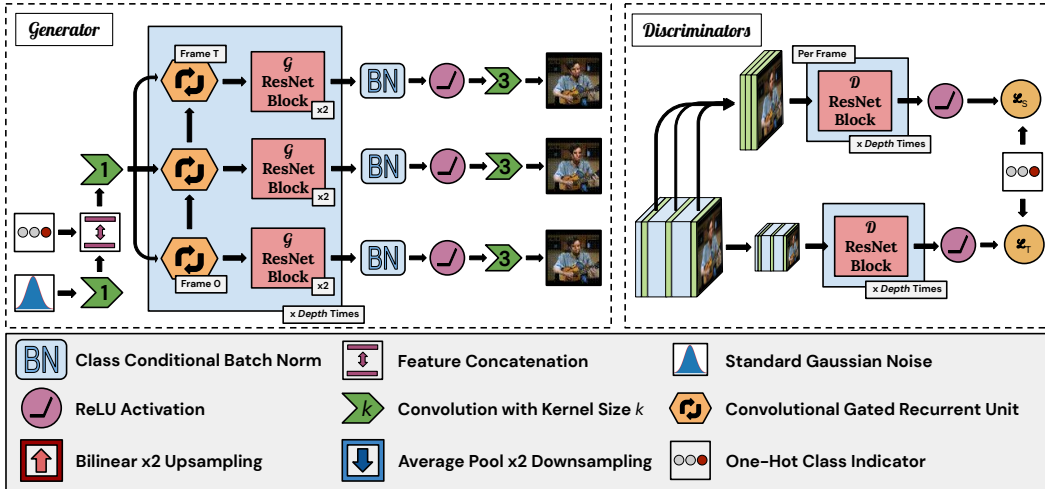 Generator
Frame T
G
ResNet
Block
x2
BN
3
G
ResNet
Block
x2
BN
3
1
G
ResNet
Block
x2
BN
3
1
Frame 0
x Depth Times
Discriminators
Per Frame
D
ResNet
Block
x Depth Times
ℒS
D
ResNet
Block
x Depth Times
ℒT
BN Class Conditional Batch Norm
Feature Concatenation
Standard Gaussian Noise
ReLU Activation
k Convolution with Kernel Size k
Convolutional Gated Recurrent Unit
Bilinear x2 Upsampling
Average Pool x2 Downsampling
One-Hot Class Indicator